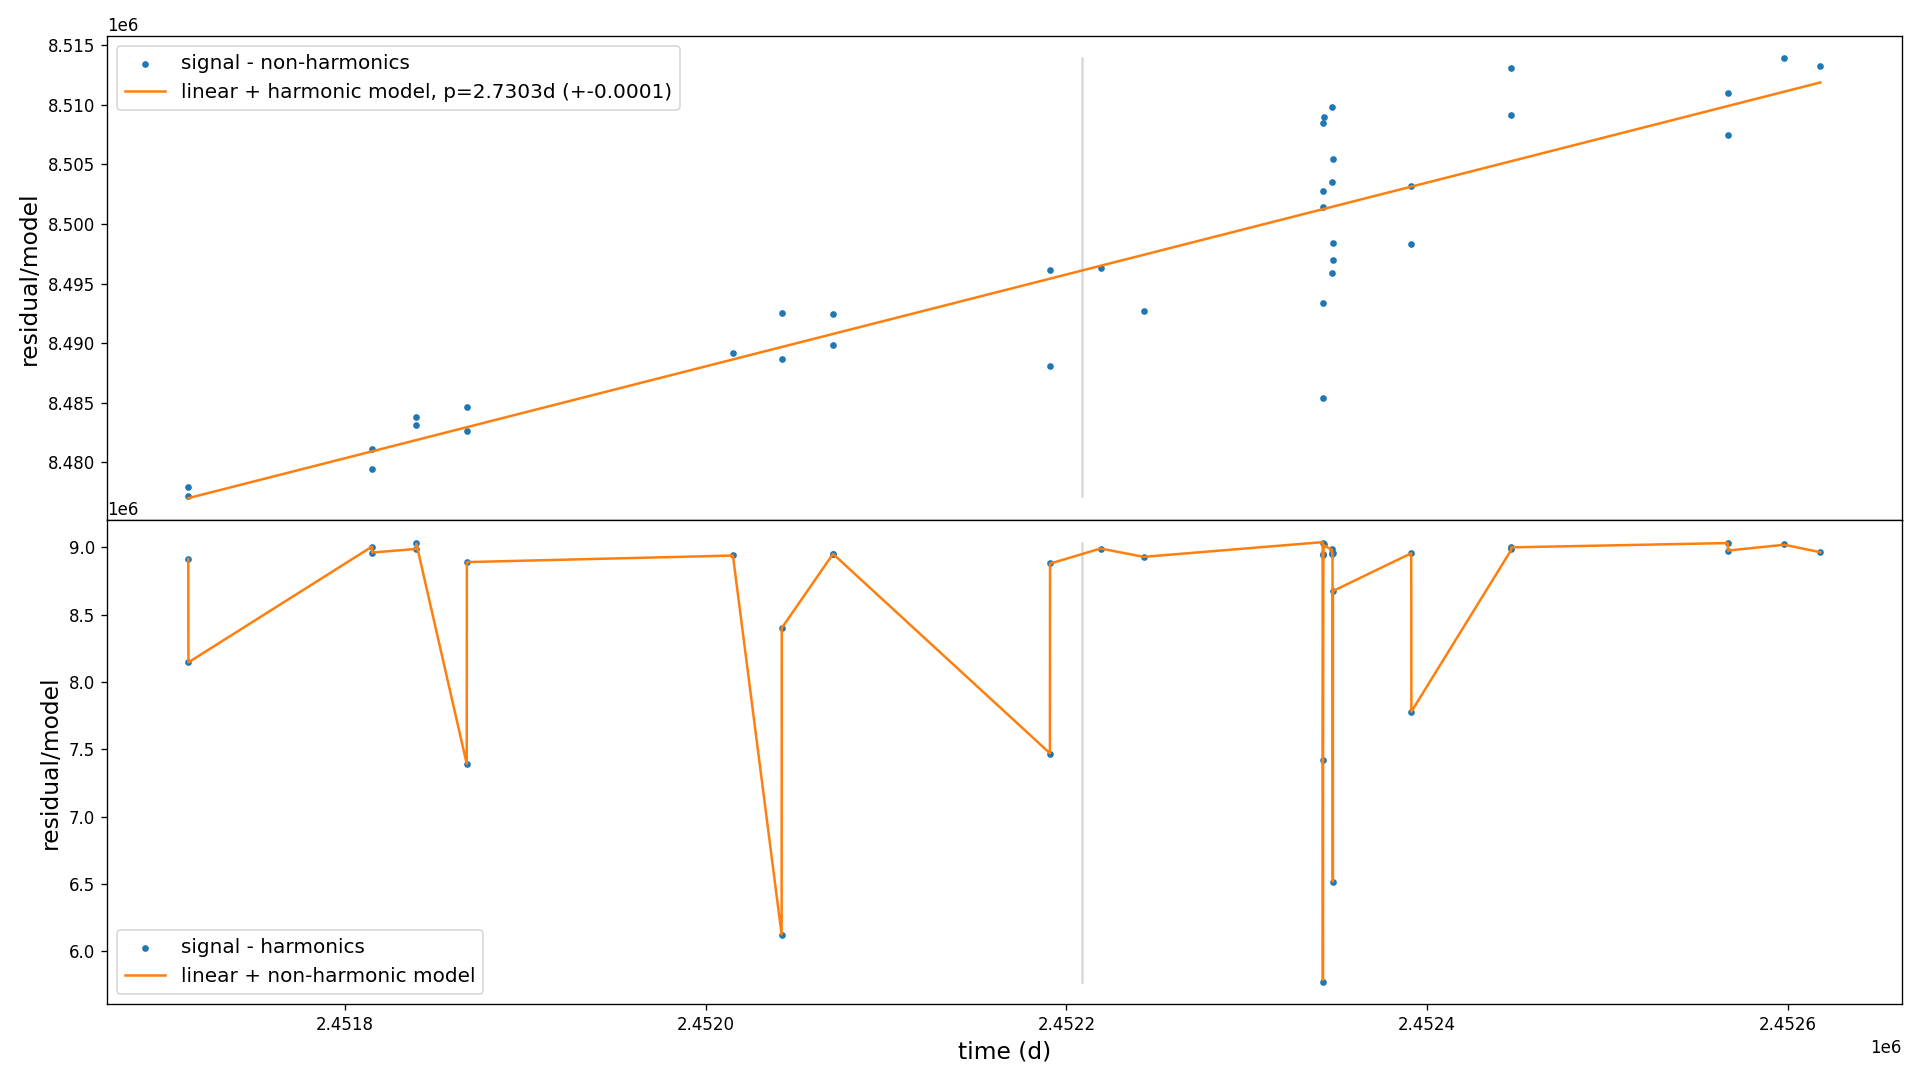 1e6
8.515
8.510
8.505
8.500
8.495
8.490
8.485
8.480
residual/model
signal - non-harmonics
linear + harmonic model, p=2.7303d (+-0.0001)
1e6
9.0
8.5
8.0
7.5
7.0
6.5
6.0
residual/model
signal - harmonics
linear + non-harmonic model
2.4518
2.4520
2.4522
2.4524
2.4526
time (d)
1e6